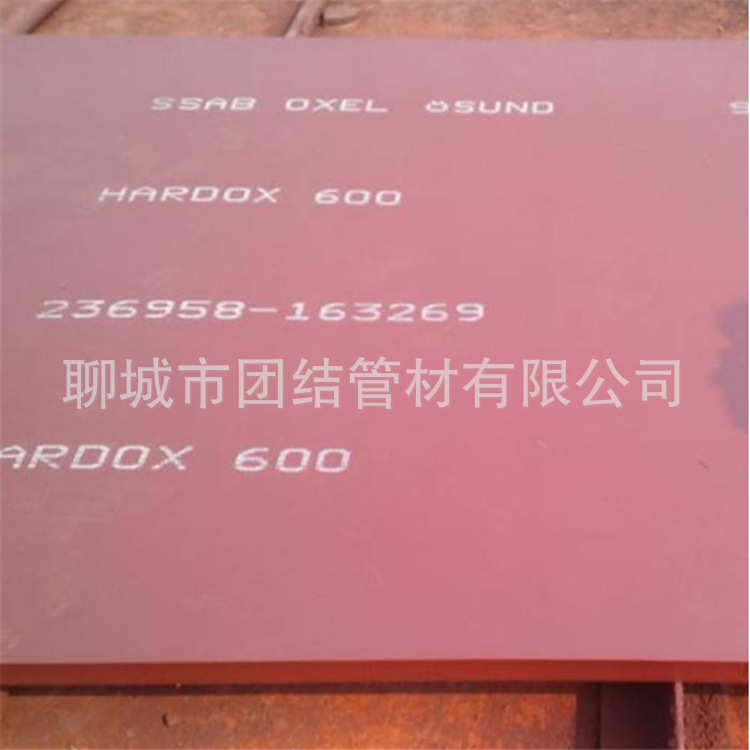 SSAB OXEL ÖSUND S
HARDOX 600
236958-163269
聊城市团结管材有限公司
ARDOX 600